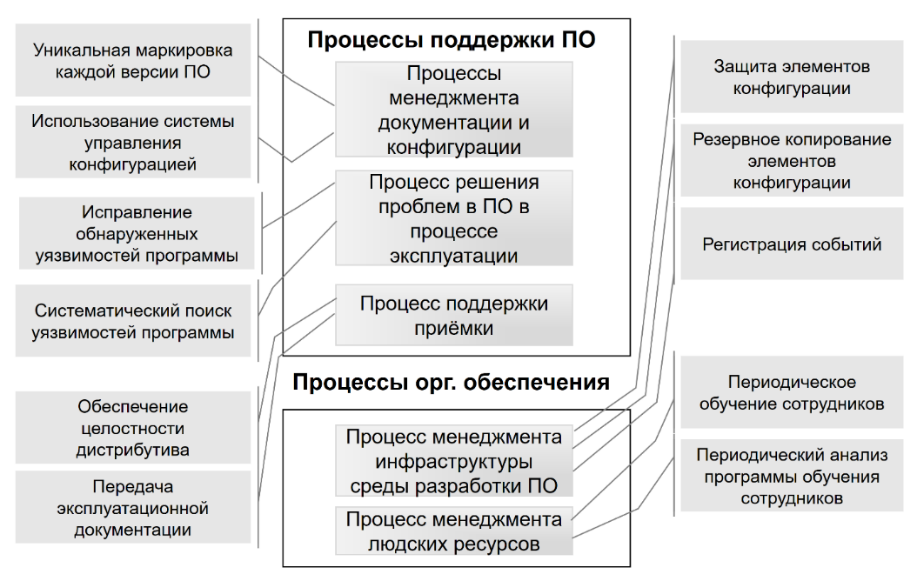 Уникальная маркировка
каждой версии ПО
Использование системы
управления
конфигурацией
Исправление
обнаруженных
уязвимостей программы
Систематический поиск
уязвимостей программы
Обеспечение
целостности
дистрибутива
Передача
эксплуатационной
документации
Процессы поддержки ПО
Процессы
менеджмента
документации и
конфигурации
Процесс решения
проблем в ПО в
процессе
эксплуатации
Процесс поддержки
приёмки
Процессы орг. обеспечения
Процесс менеджмента
инфраструктуры
среды разработки ПО
Процесс менеджмента
людских ресурсов
Защита элементов
конфигурации
Резервное копирование
элементов
конфигурации
Регистрация событий
Периодическое
обучение сотрудников
Периодический анализ
программы обучения
сотрудников